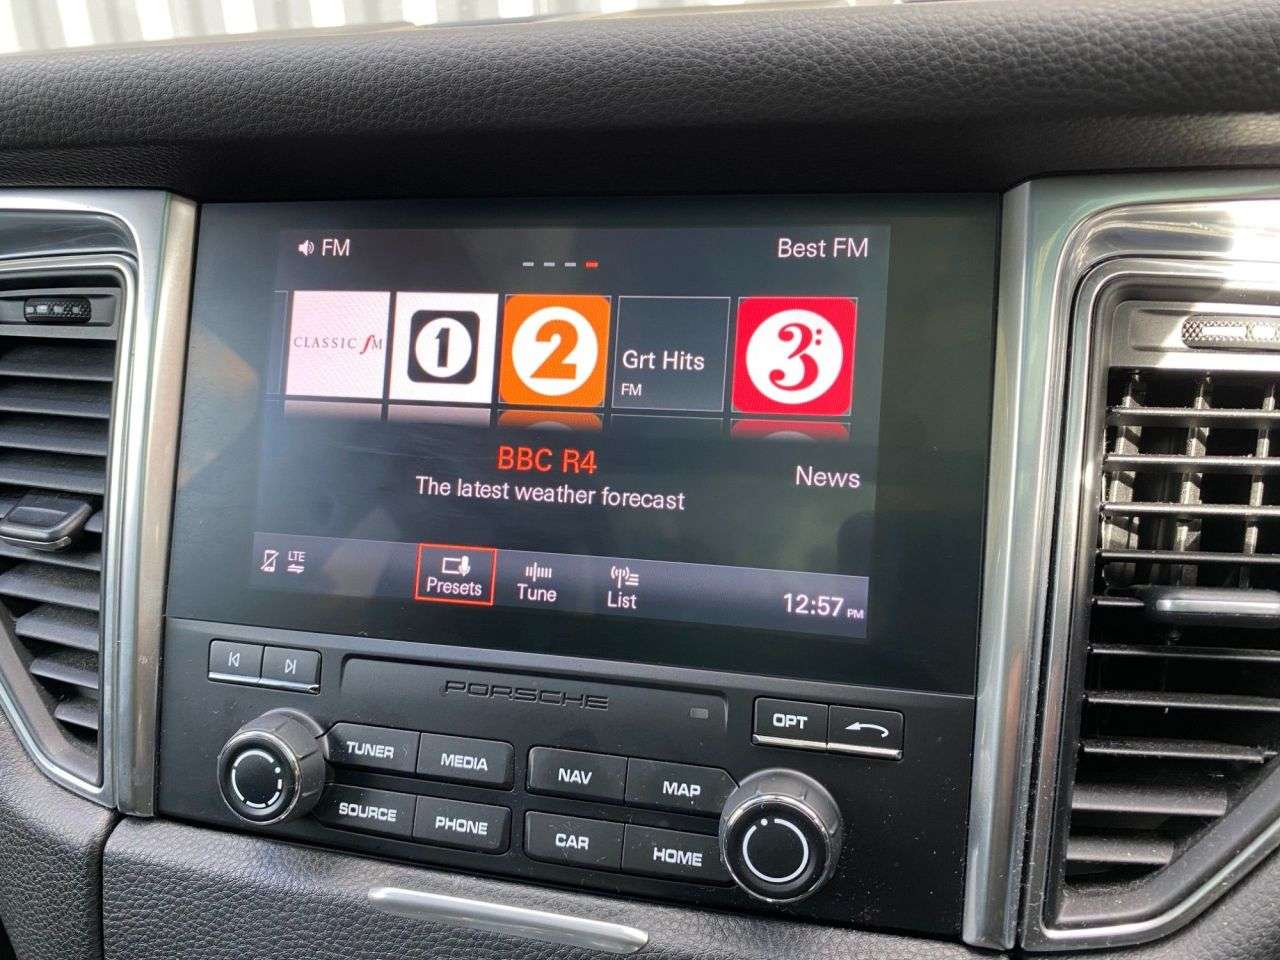 FM
Best FM
CLASSIC fM
1
2
Grt Hits
FM
3
BBC R4
The latest weather forecast
News
LTE
Presets
Tune
List
12:57 PM
PORSCHE
OPT
TUNER
MEDIA
NAV
MAP
SOURCE
PHONE
CAR
HOME